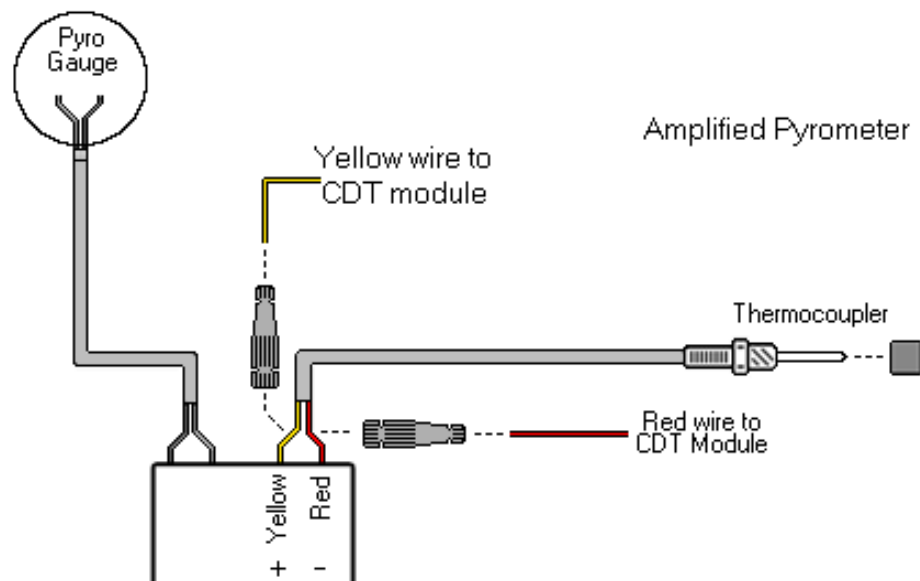 Pyro
Gauge
Amplified Pyrometer
Yellow wire to
CDT module
Thermocoupler
Red wire to
CDT Module
+ Yellow
- Red